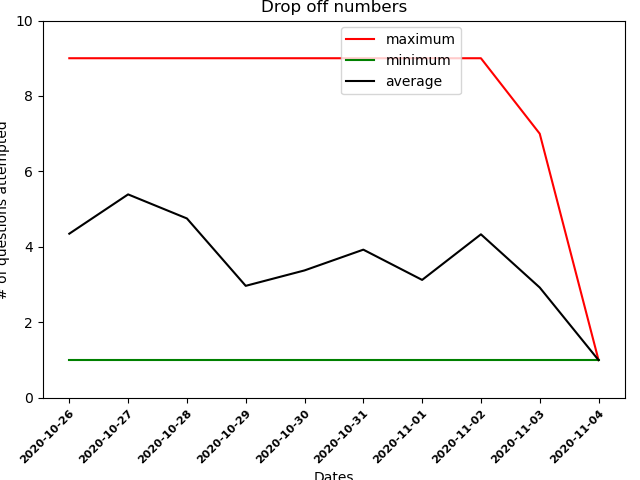 Drop off numbers
maximum
minimum
average
# of questions attempted
10
8
6
4
2
0
2020-10-26
2020-10-27
2020-10-28
2020-10-29
2020-10-30
2020-10-31
2020-11-01
2020-11-02
2020-11-03
2020-11-04
Dates